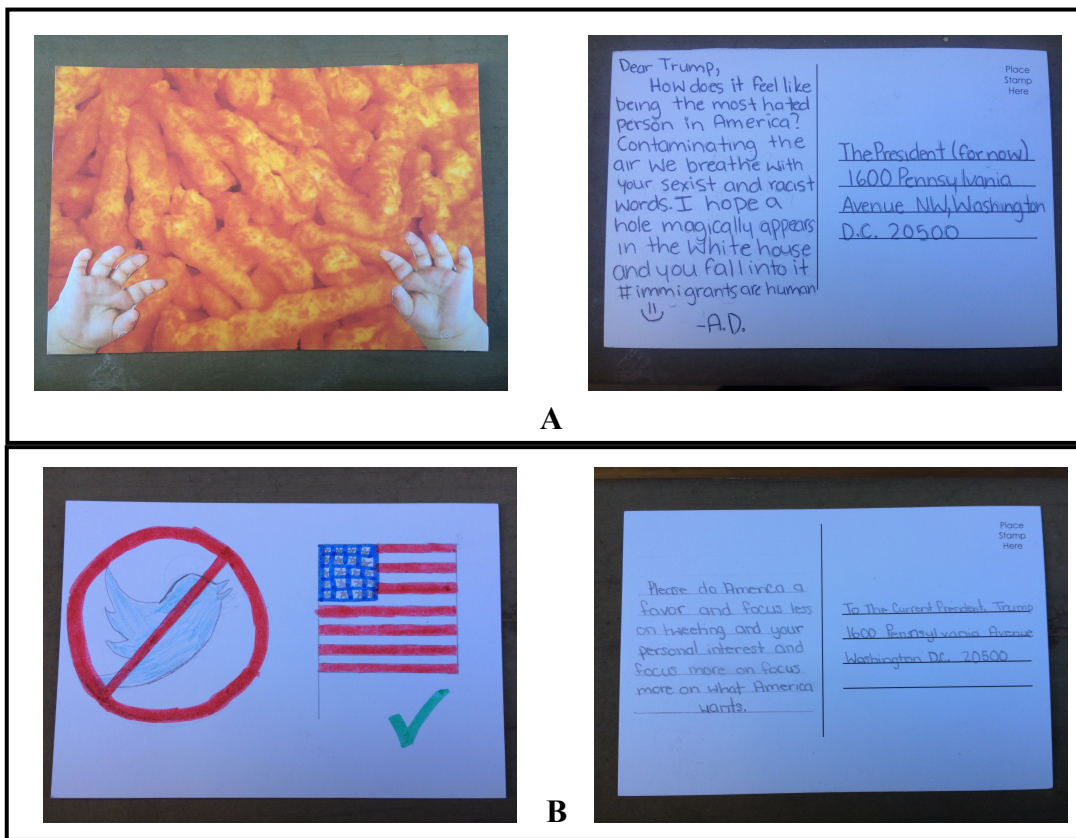 Dear Trump,
How does it feel like
being the most hated
person in America?
Contaminating the
air we breathe with
your sexist and racist
words. I hope a
hole magically appears
in the White house
and you fall into it
#immigrants are human
-A.D.
Place
Stamp
Here
The President (for now)
1600 Pennsylvania
Avenue NW, Washington
D.C. 20500
A
Please do America a
favor and focus less
on tweeting and your
personal interest and
focus more on focus
more on what America
wants.
Place
Stamp
Here
To The Current President, Trump
1600 Pennsylvania Avenue
Washington DC. 20500
B